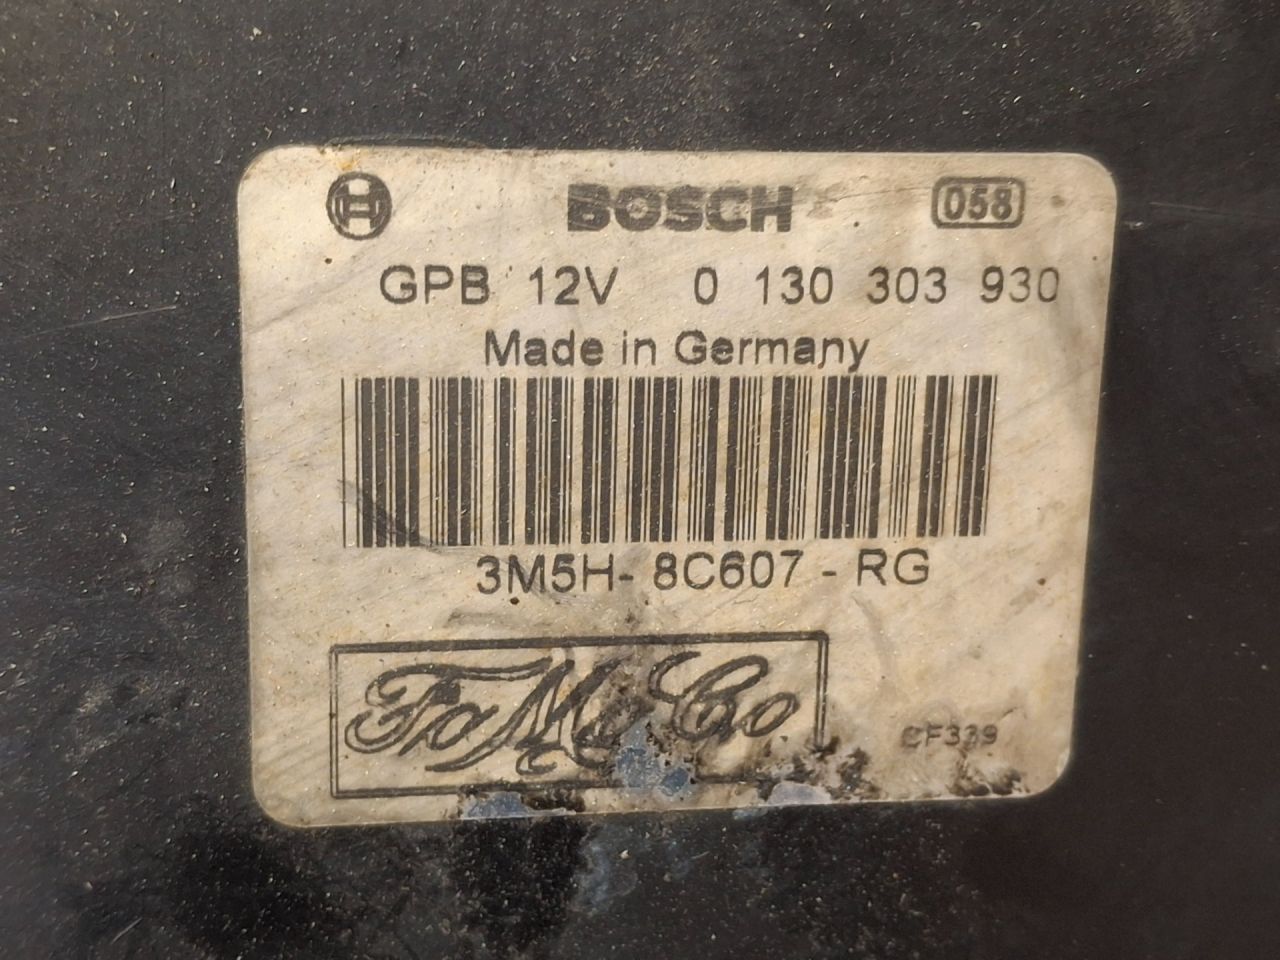 BOSCH 058
GPB 12V 0 130 303 930
Made in Germany
3M5H- 8C607 - RG
FoMoCo
CF339